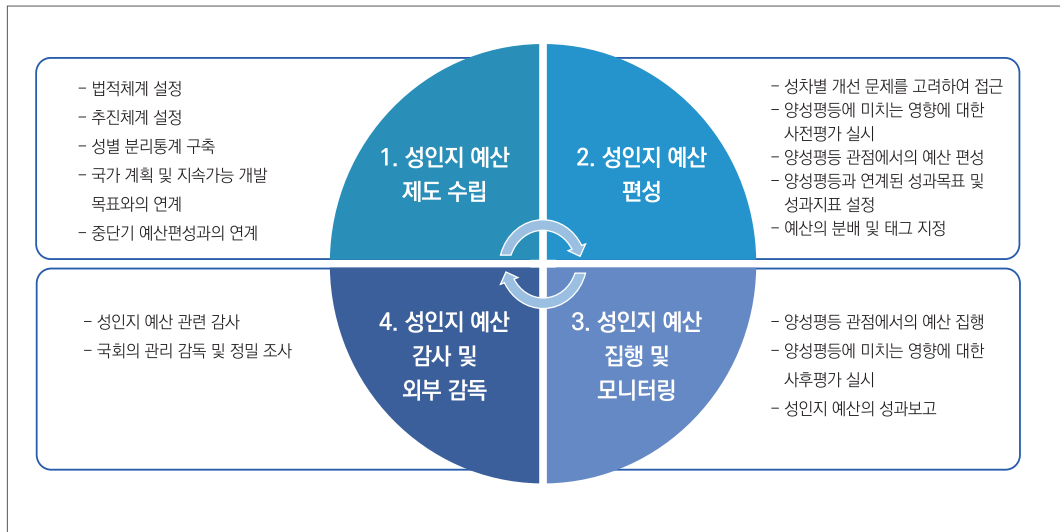 - 법적체계 설정
- 추진체계 설정
- 성별 분리통계 구축
- 국가 계획 및 지속가능 개발
목표와의 연계
- 중단기 예산편성과의 연계
1. 성인지 예산
제도 수립
2. 성인지 예산
편성
- 성차별 개선 문제를 고려하여 접근
- 양성평등에 미치는 영향에 대한
사전평가 실시
- 양성평등 관점에서의 예산 편성
- 양성평등과 연계된 성과목표 및
성과지표 설정
- 예산의 분배 및 태그 지정
- 성인지 예산 관련 감사
- 국회의 관리 감독 및 정밀 조사
4. 성인지 예산
감사 및
외부 감독
3. 성인지 예산
집행 및
모니터링
- 양성평등 관점에서의 예산 집행
- 양성평등에 미치는 영향에 대한
사후평가 실시
- 성인지 예산의 성과보고